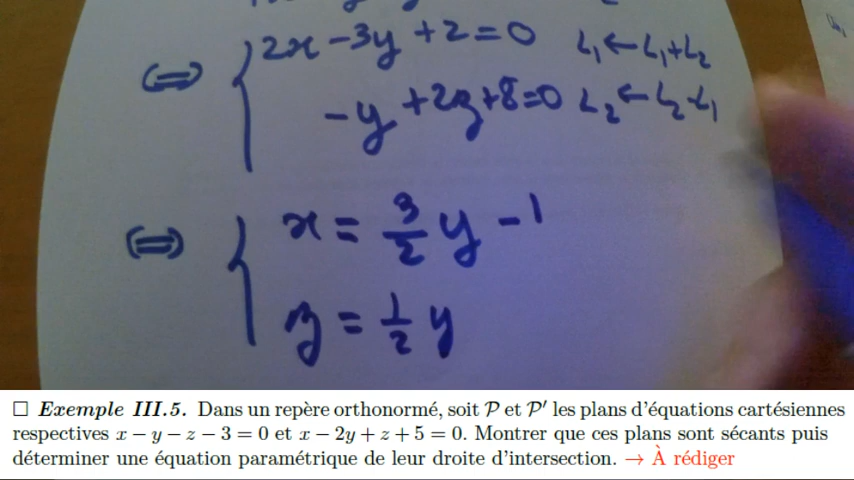 ⟺ { 2x - 3y + 2 = 0 L₁ ← L₁ + L₂
-y + 2z + 8 = 0 L₂ ← L₂ - L₁
⟺ { x = 3/2 y - 1
z = 1/2 y
□ Exemple III.5. Dans un repère orthonormé, soit 𝒫 et 𝒫′ les plans d'équations cartésiennes
respectives x − y − z − 3 = 0 et x − 2y + z + 5 = 0. Montrer que ces plans sont sécants puis
déterminer une équation paramétrique de leur droite d'intersection. → À rédiger